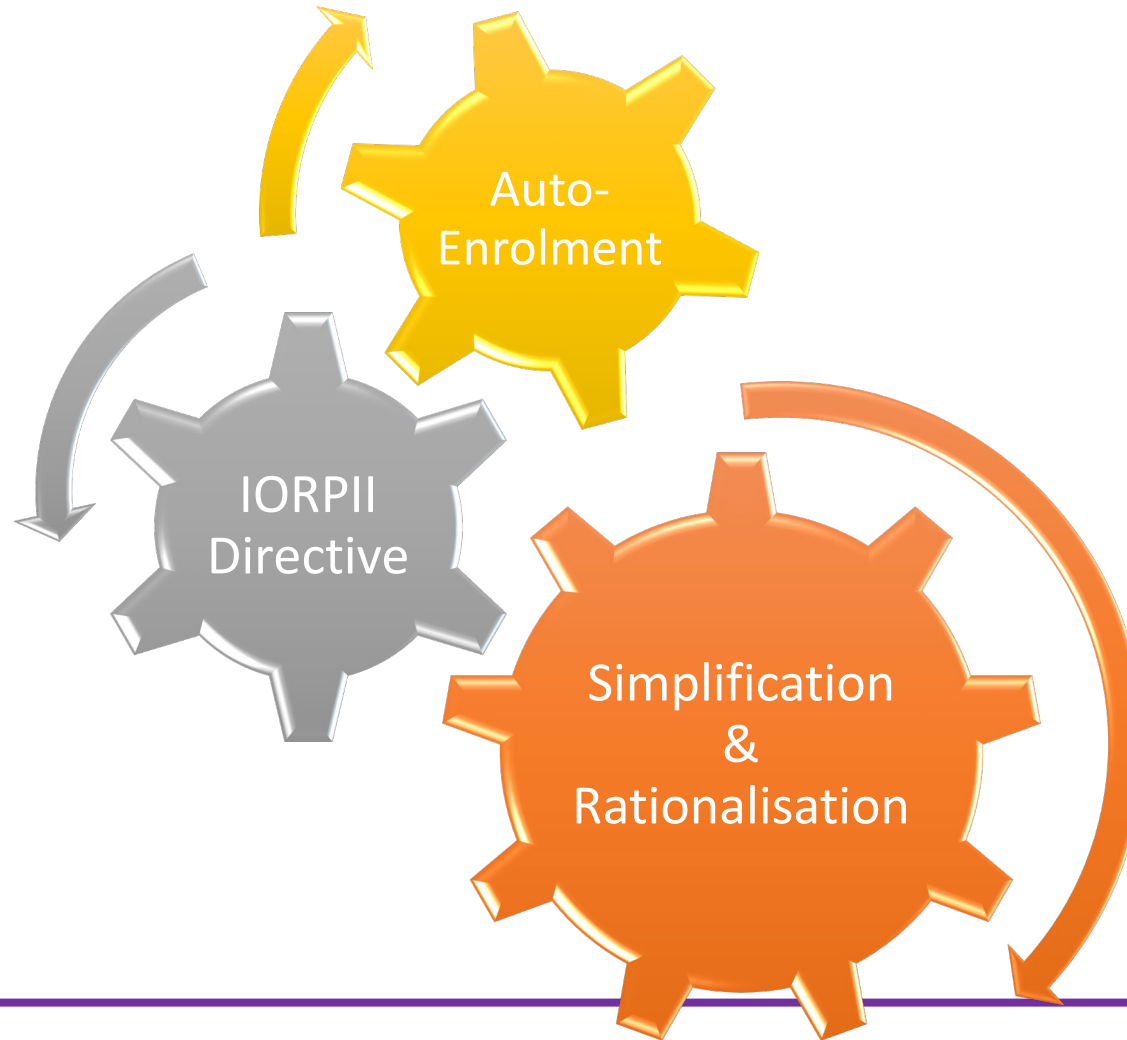 Auto-
Enrolment
IORPII
Directive
Simplification
&
Rationalisation